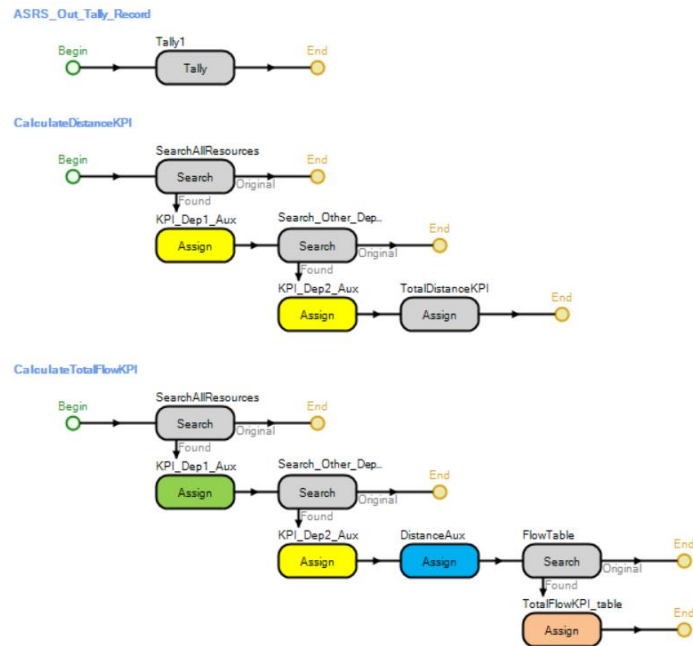 ASRS_Out_Tally_Record
Tally1
Begin
End
Tally
CalculateDistanceKPI
SearchAllResources
Begin
End
Search
Original
Found
KPI_Dep1_Aux
Search_Other_Dep..
End
Assign
Search
Original
Found
KPI_Dep2_Aux
TotalDistanceKPI
End
Assign
Assign
CalculateTotalFlowKPI
SearchAllResources
Begin
End
Search
Original
Found
KPI_Dep1_Aux
Search_Other_Dep..
End
Assign
Search
Original
Found
KPI_Dep2_Aux
DistanceAux
FlowTable
End
Assign
Assign
Search
Original
Found
TotalFlowKPI_table
End
Assign